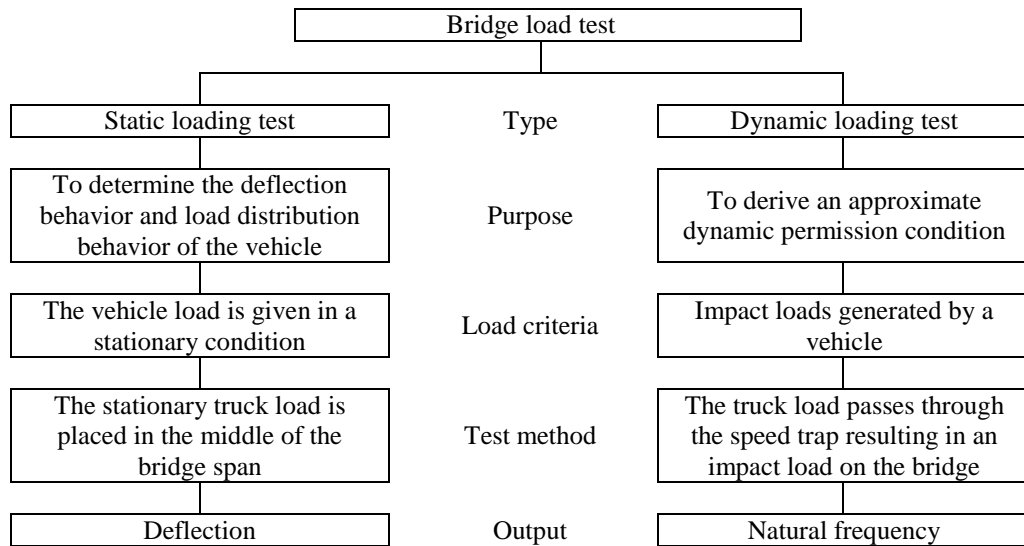 Bridge load test
Static loading test
Type
Dynamic loading test
To determine the deflection
behavior and load distribution
behavior of the vehicle
Purpose
To derive an approximate
dynamic permission condition
The vehicle load is given in a
stationary condition
Load criteria
Impact loads generated by a
vehicle
The stationary truck load is
placed in the middle of the
bridge span
Test method
The truck load passes through
the speed trap resulting in an
impact load on the bridge
Deflection
Output
Natural frequency